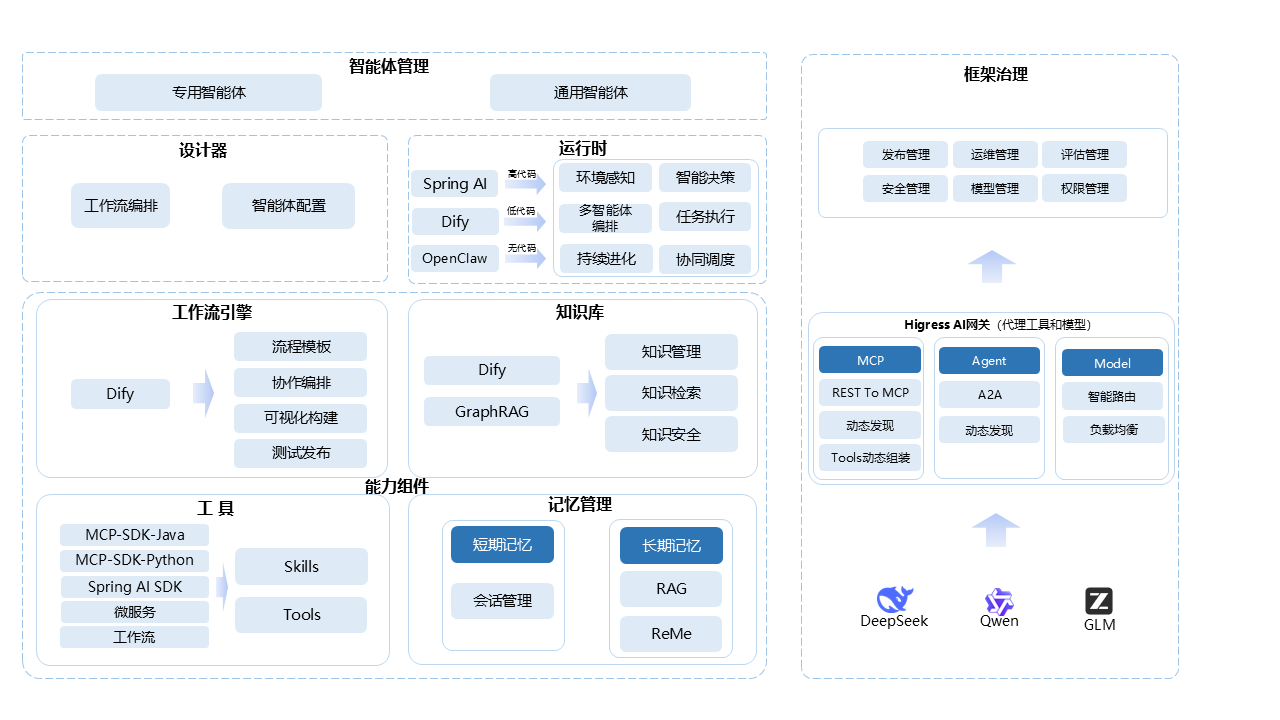 智能体管理
专用智能体
通用智能体
设计器
工作流编排
智能体配置
运行时
Spring AI
高代码
Dify
低代码
OpenClaw
无代码
环境感知
智能决策
多智能体
编排
任务执行
持续进化
协同调度
工作流引擎
Dify
流程模板
协作编排
可视化构建
测试发布
知识库
Dify
GraphRAG
知识管理
知识检索
知识安全
能力组件
工 具
MCP-SDK-Java
MCP-SDK-Python
Spring AI SDK
微服务
工作流
Skills
Tools
记忆管理
短期记忆
会话管理
长期记忆
RAG
ReMe
框架治理
发布管理
运维管理
评估管理
安全管理
模型管理
权限管理
Higress AI网关（代理工具和模型）
MCP
REST To MCP
动态发现
Tools动态组装
Agent
A2A
动态发现
Model
智能路由
负载均衡
DeepSeek
Qwen
GLM